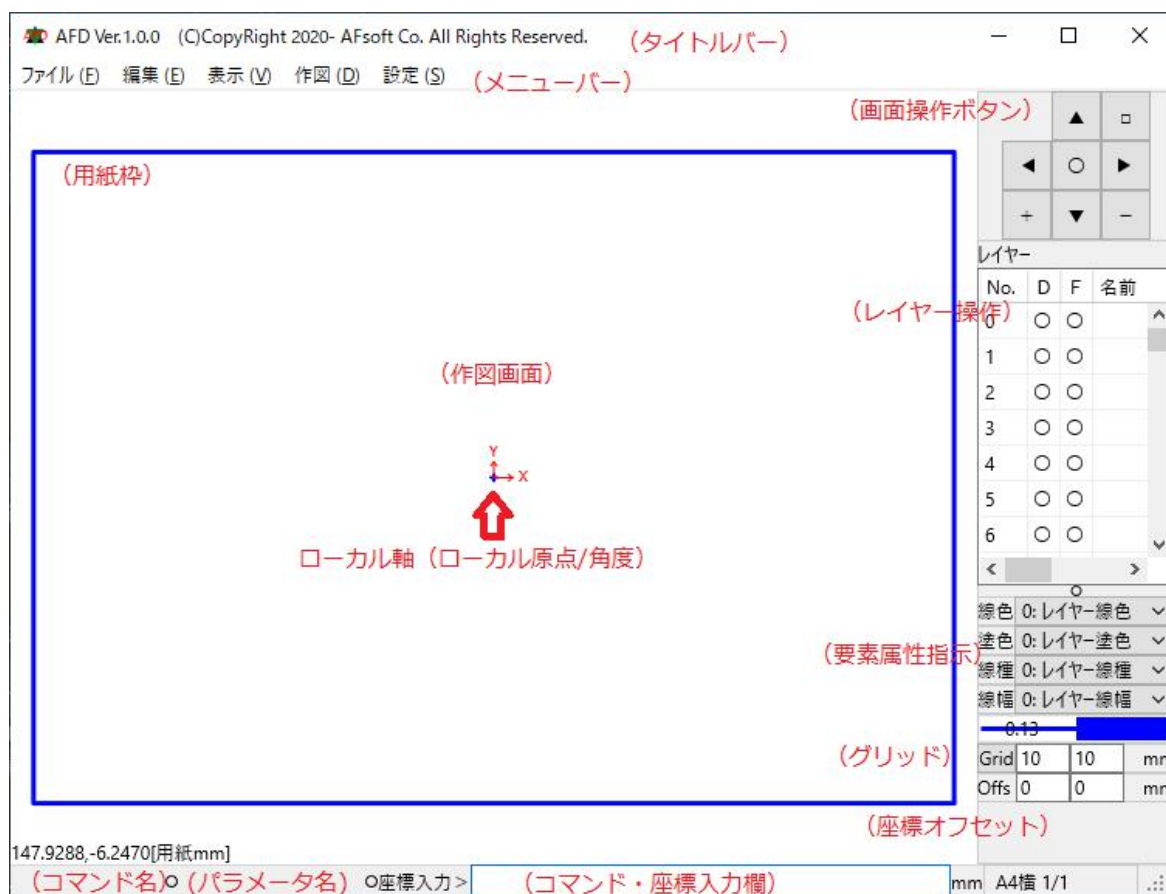 AFD Ver.1.0.0 (C)CopyRight 2020- AFsoft Co. All Rights Reserved. (タイトルバー)
ファイル (F) 編集 (E) 表示 (V) 作図 (D) 設定 (S) (メニューバー)
(画面操作ボタン)
(用紙枠)
レイヤー
No. D F 名前
(レイヤー操作)
0
1
2
3
4
5
6
(作図画面)
Y
X
ローカル軸(ローカル原点/角度)
線色 0: レイヤー線色
塗色 0: レイヤー塗色
(要素属性指示)
線種 0: レイヤー線種
線幅 0: レイヤー線幅
0.13
(グリッド)
Grid 10 10 mm
Offs 0 0 mm
(座標オフセット)
147.9288,-6.2470[用紙mm]
(コマンド名) (パラメータ名) 座標入力 > (コマンド・座標入力欄) mm A4横 1/1